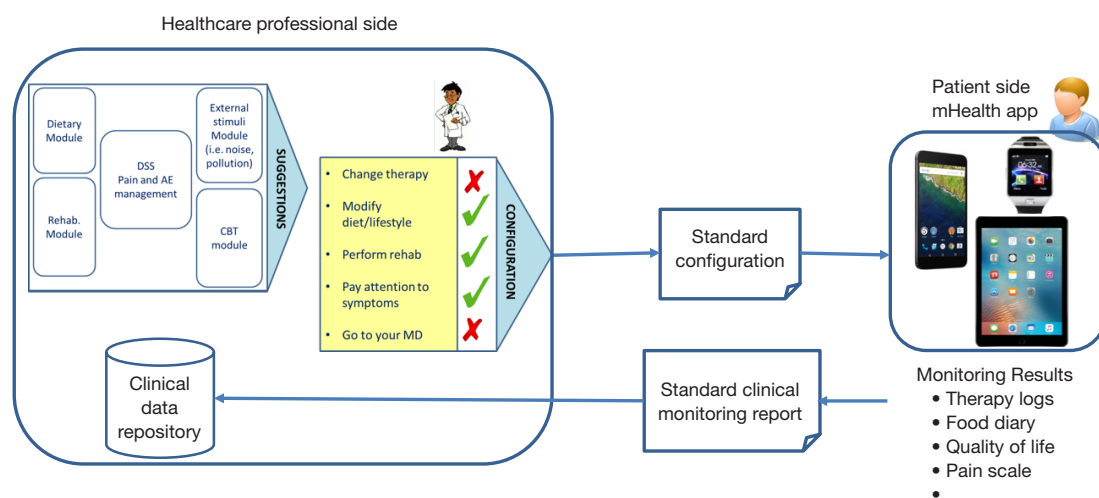 Healthcare professional side
Dietary
Module
Rehab.
Module
DSS
Pain and AE
management
External
stimuli
Module
(i.e. noise,
pollution)
CBT
module
SUGGESTIONS
• Change therapy
• Modify
diet/lifestyle
• Perform rehab
• Pay attention to
symptoms
• Go to your MD
CONFIGURATION
Standard
configuration
Patient side
mHealth app
06:32
Clinical
data
repository
Standard clinical
monitoring report
Monitoring Results
• Therapy logs
• Food diary
• Quality of life
• Pain scale
•